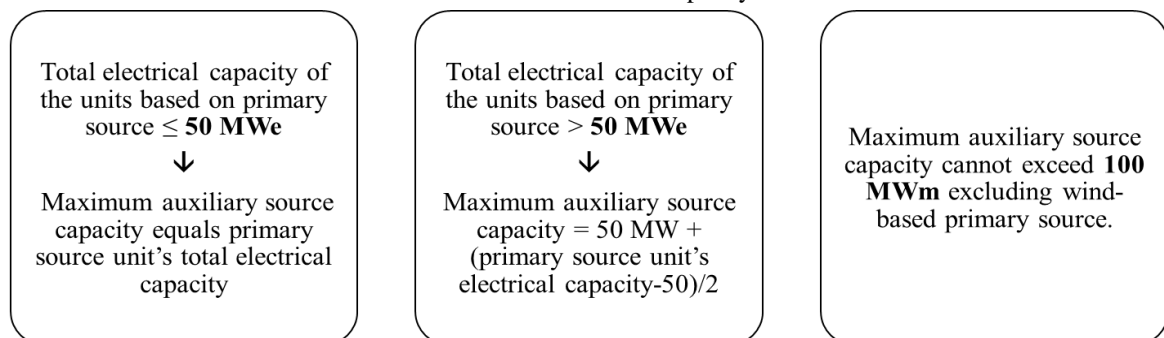 Total electrical capacity of
the units based on primary
source ≤ 50 MWe
↓
Maximum auxiliary source
capacity equals primary
source unit's total electrical
capacity
Total electrical capacity of
the units based on primary
source > 50 MWe
↓
Maximum auxiliary source
capacity = 50 MW +
(primary source unit's
electrical capacity-50)/2
Maximum auxiliary source
capacity cannot exceed 100
MWm excluding wind-
based primary source.